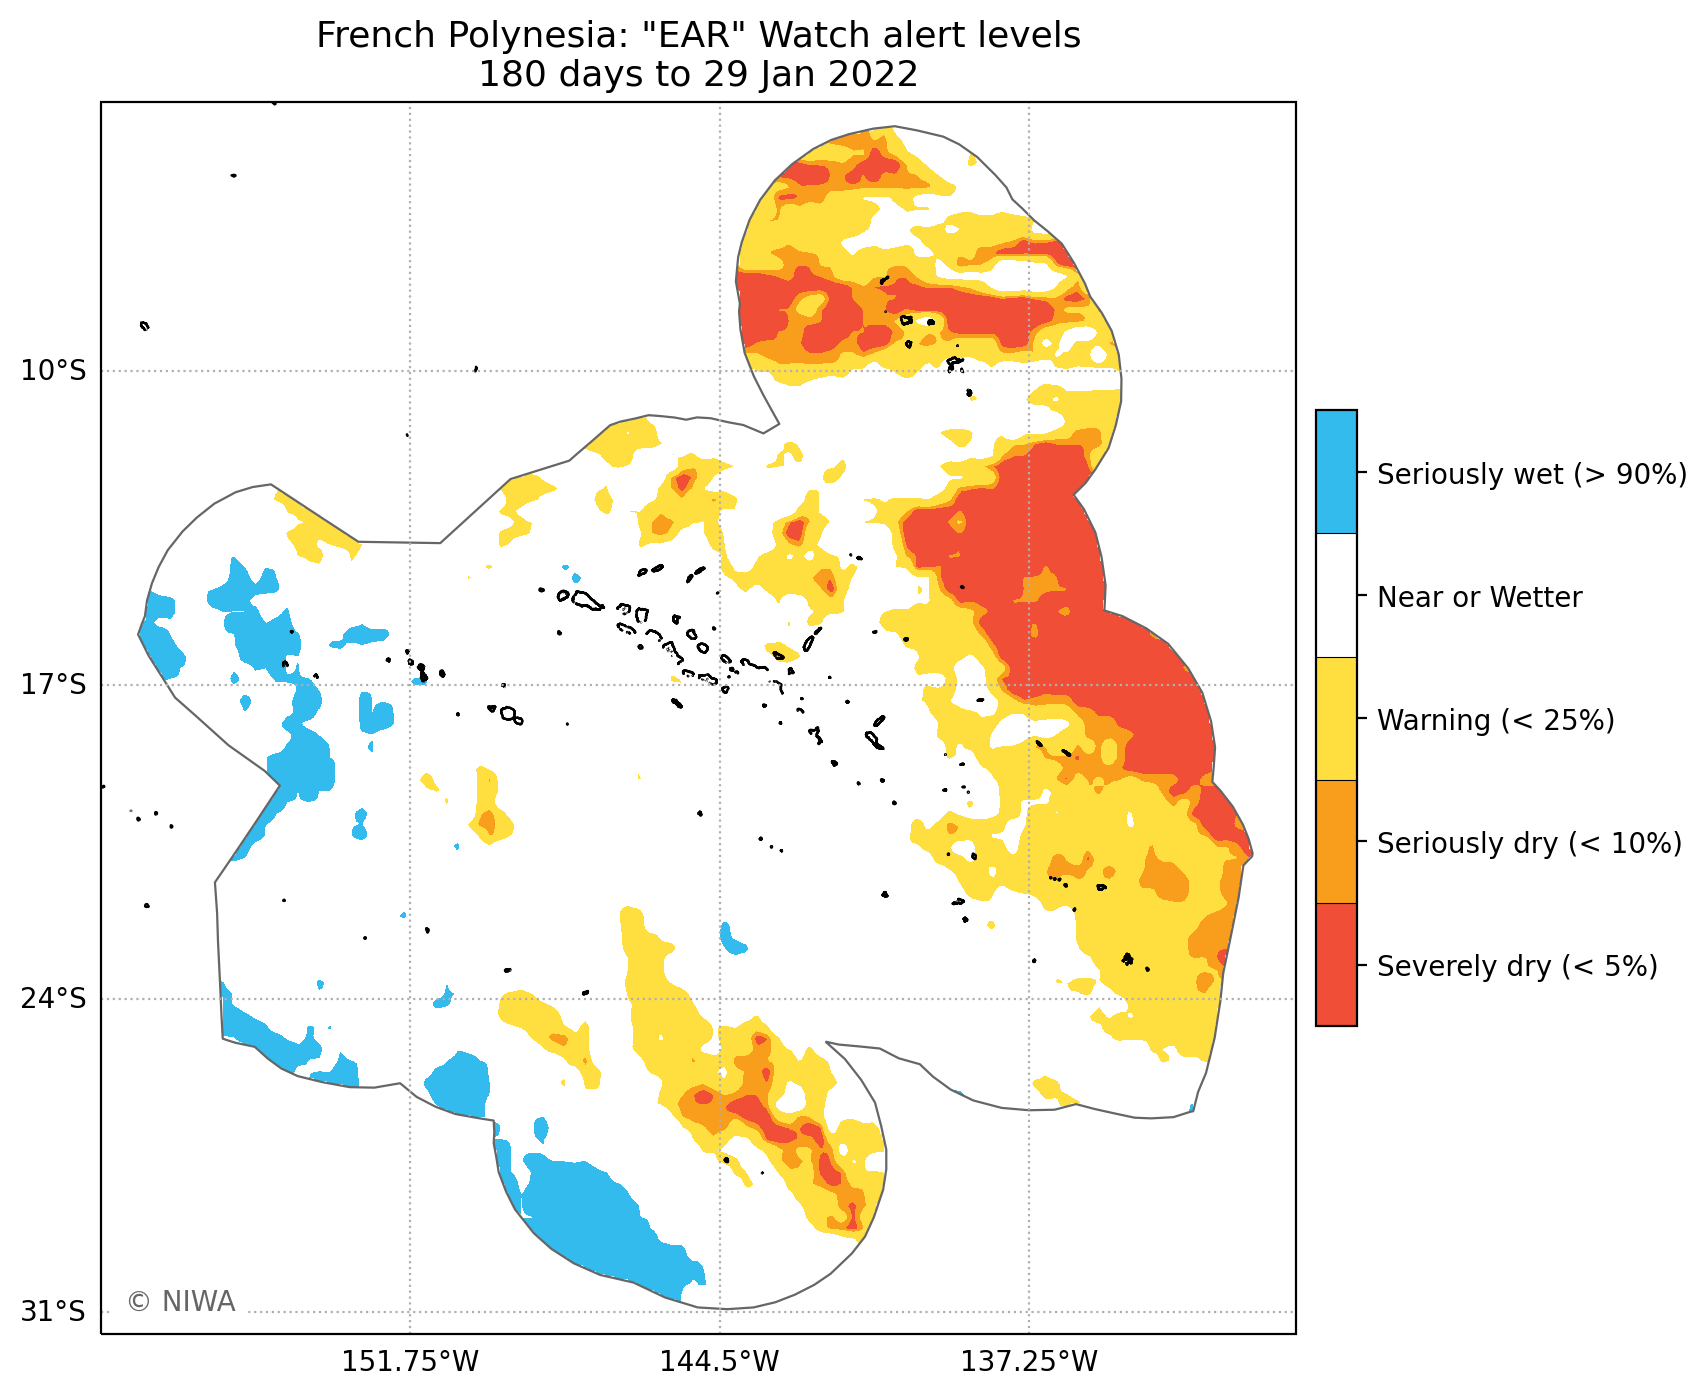 French Polynesia: "EAR" Watch alert levels
180 days to 29 Jan 2022
10°S
17°S
24°S
31°S
151.75°W
144.5°W
137.25°W
Seriously wet (> 90%)
Near or Wetter
Warning (< 25%)
Seriously dry (< 10%)
Severely dry (< 5%)
© NIWA